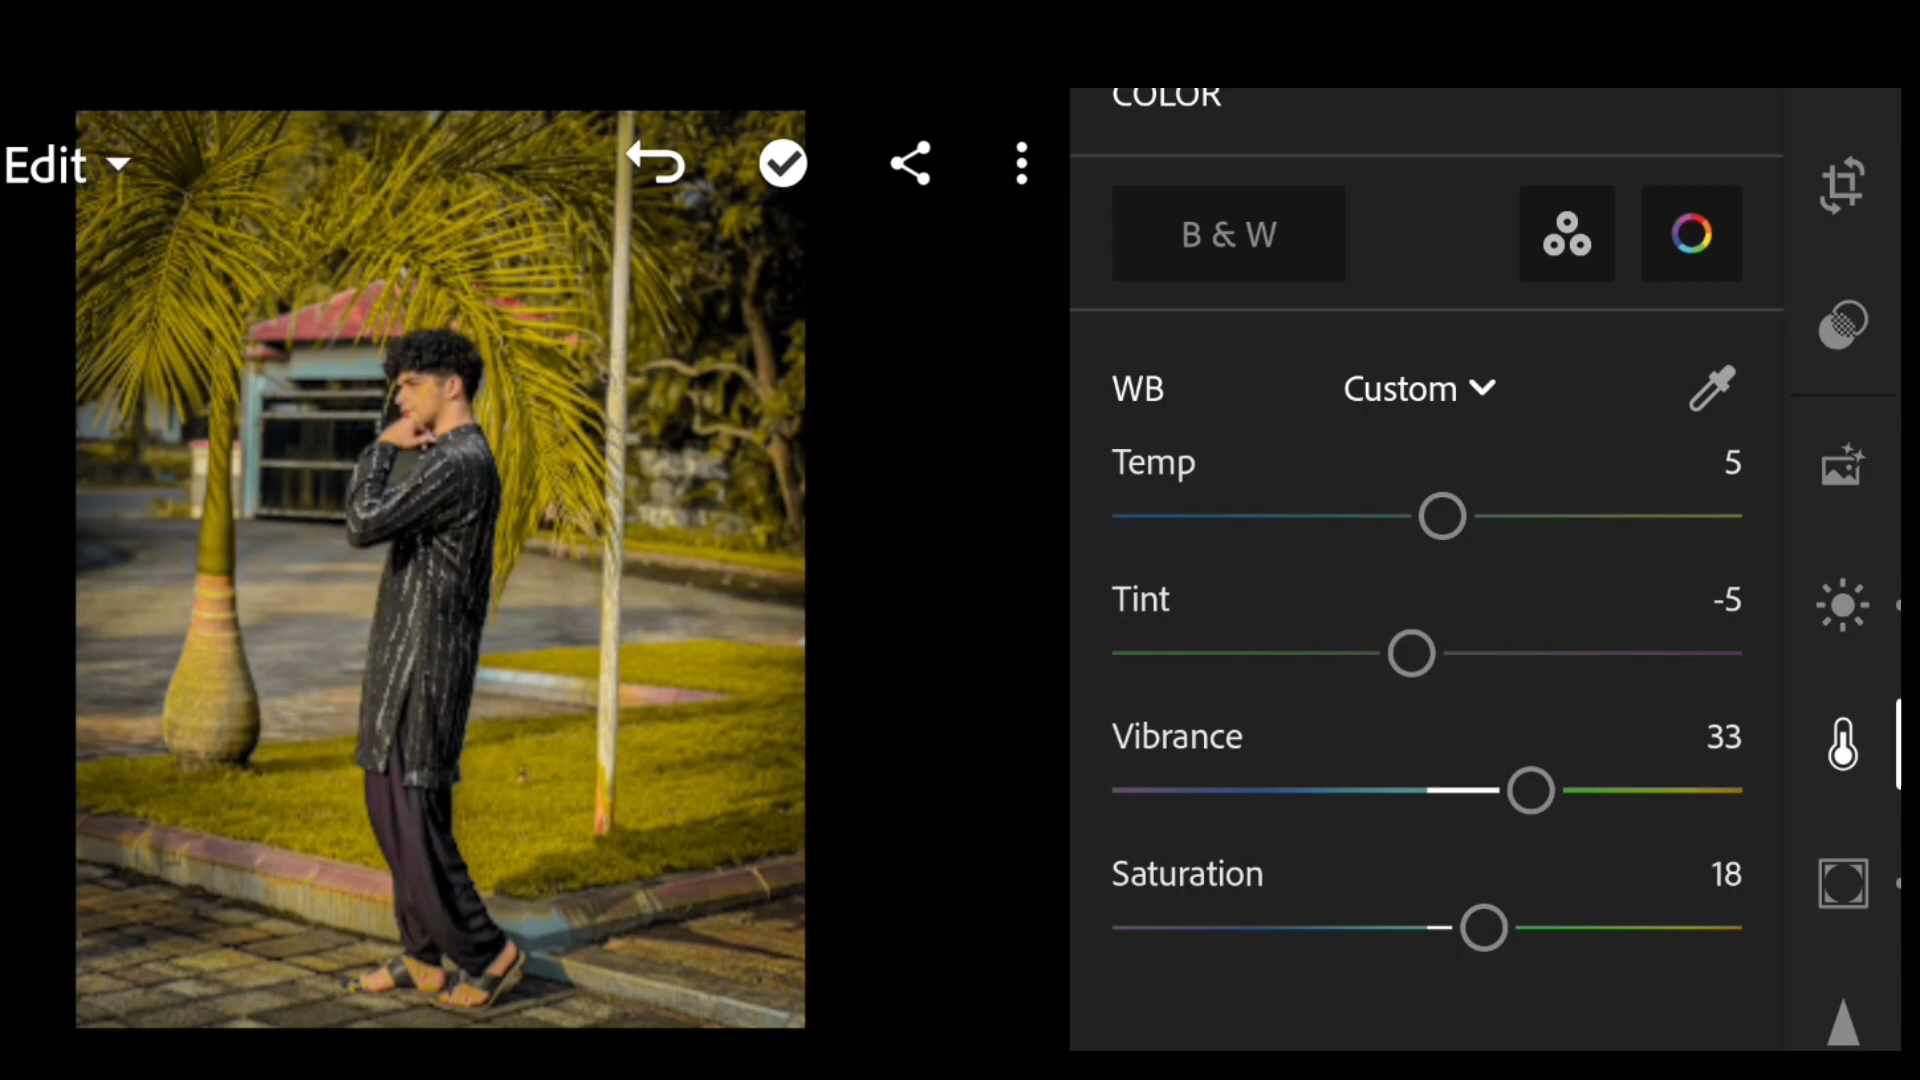 Edit
COLOR
B & W
WB Custom
Temp 5
Tint -5
Vibrance 33
Saturation 18